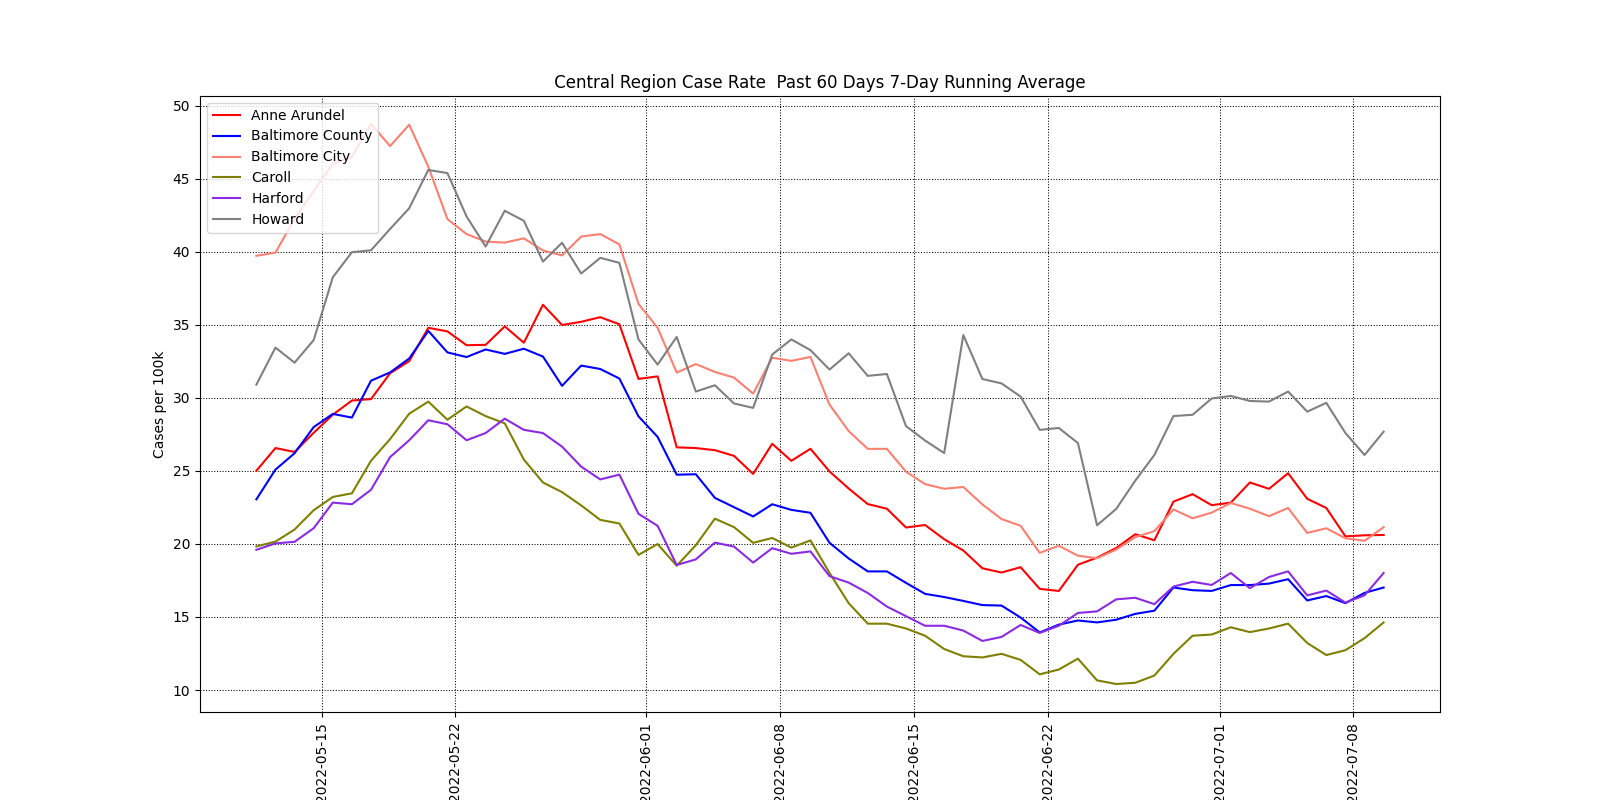 Central Region Case Rate  Past 60 Days 7-Day Running Average
Cases per 100k
50
45
40
35
30
25
20
15
10
Anne Arundel
Baltimore County
Baltimore City
Caroll
Harford
Howard
2022-05-15
2022-05-22
2022-06-01
2022-06-08
2022-06-15
2022-06-22
2022-07-01
2022-07-08